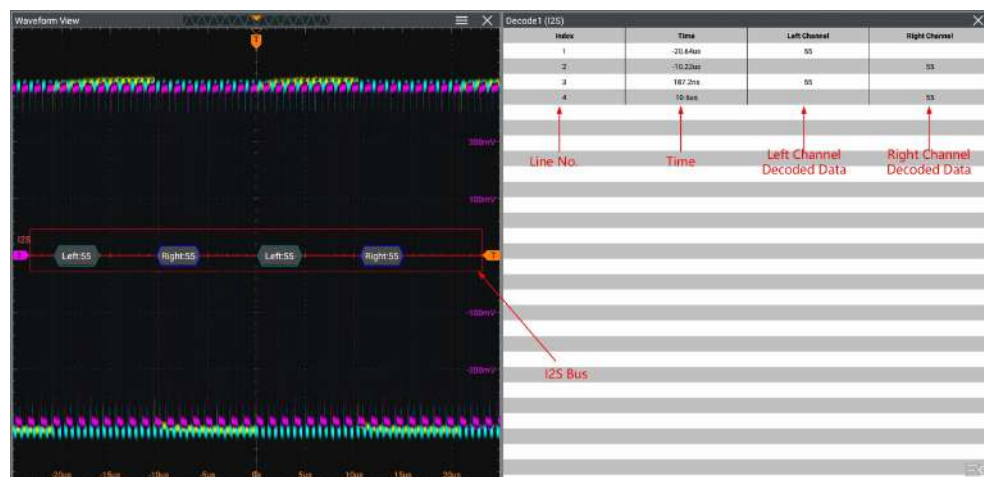 Waveform View
Decode1 (I2S)
Index Time Left Channel Right Channel
1 -20.64us 55
2 -10.22us 55
3 187.2ns 55
4 10.6us 55
Line No.
Time
Left Channel
Decoded Data
Right Channel
Decoded Data
T
300mV
100mV
I2S
Left:55 Right:55 Left:55 Right:55
T
-100mV
I2S Bus
-300mV
-20us -15us -10us -5us 0s 5us 10us 15us 20us